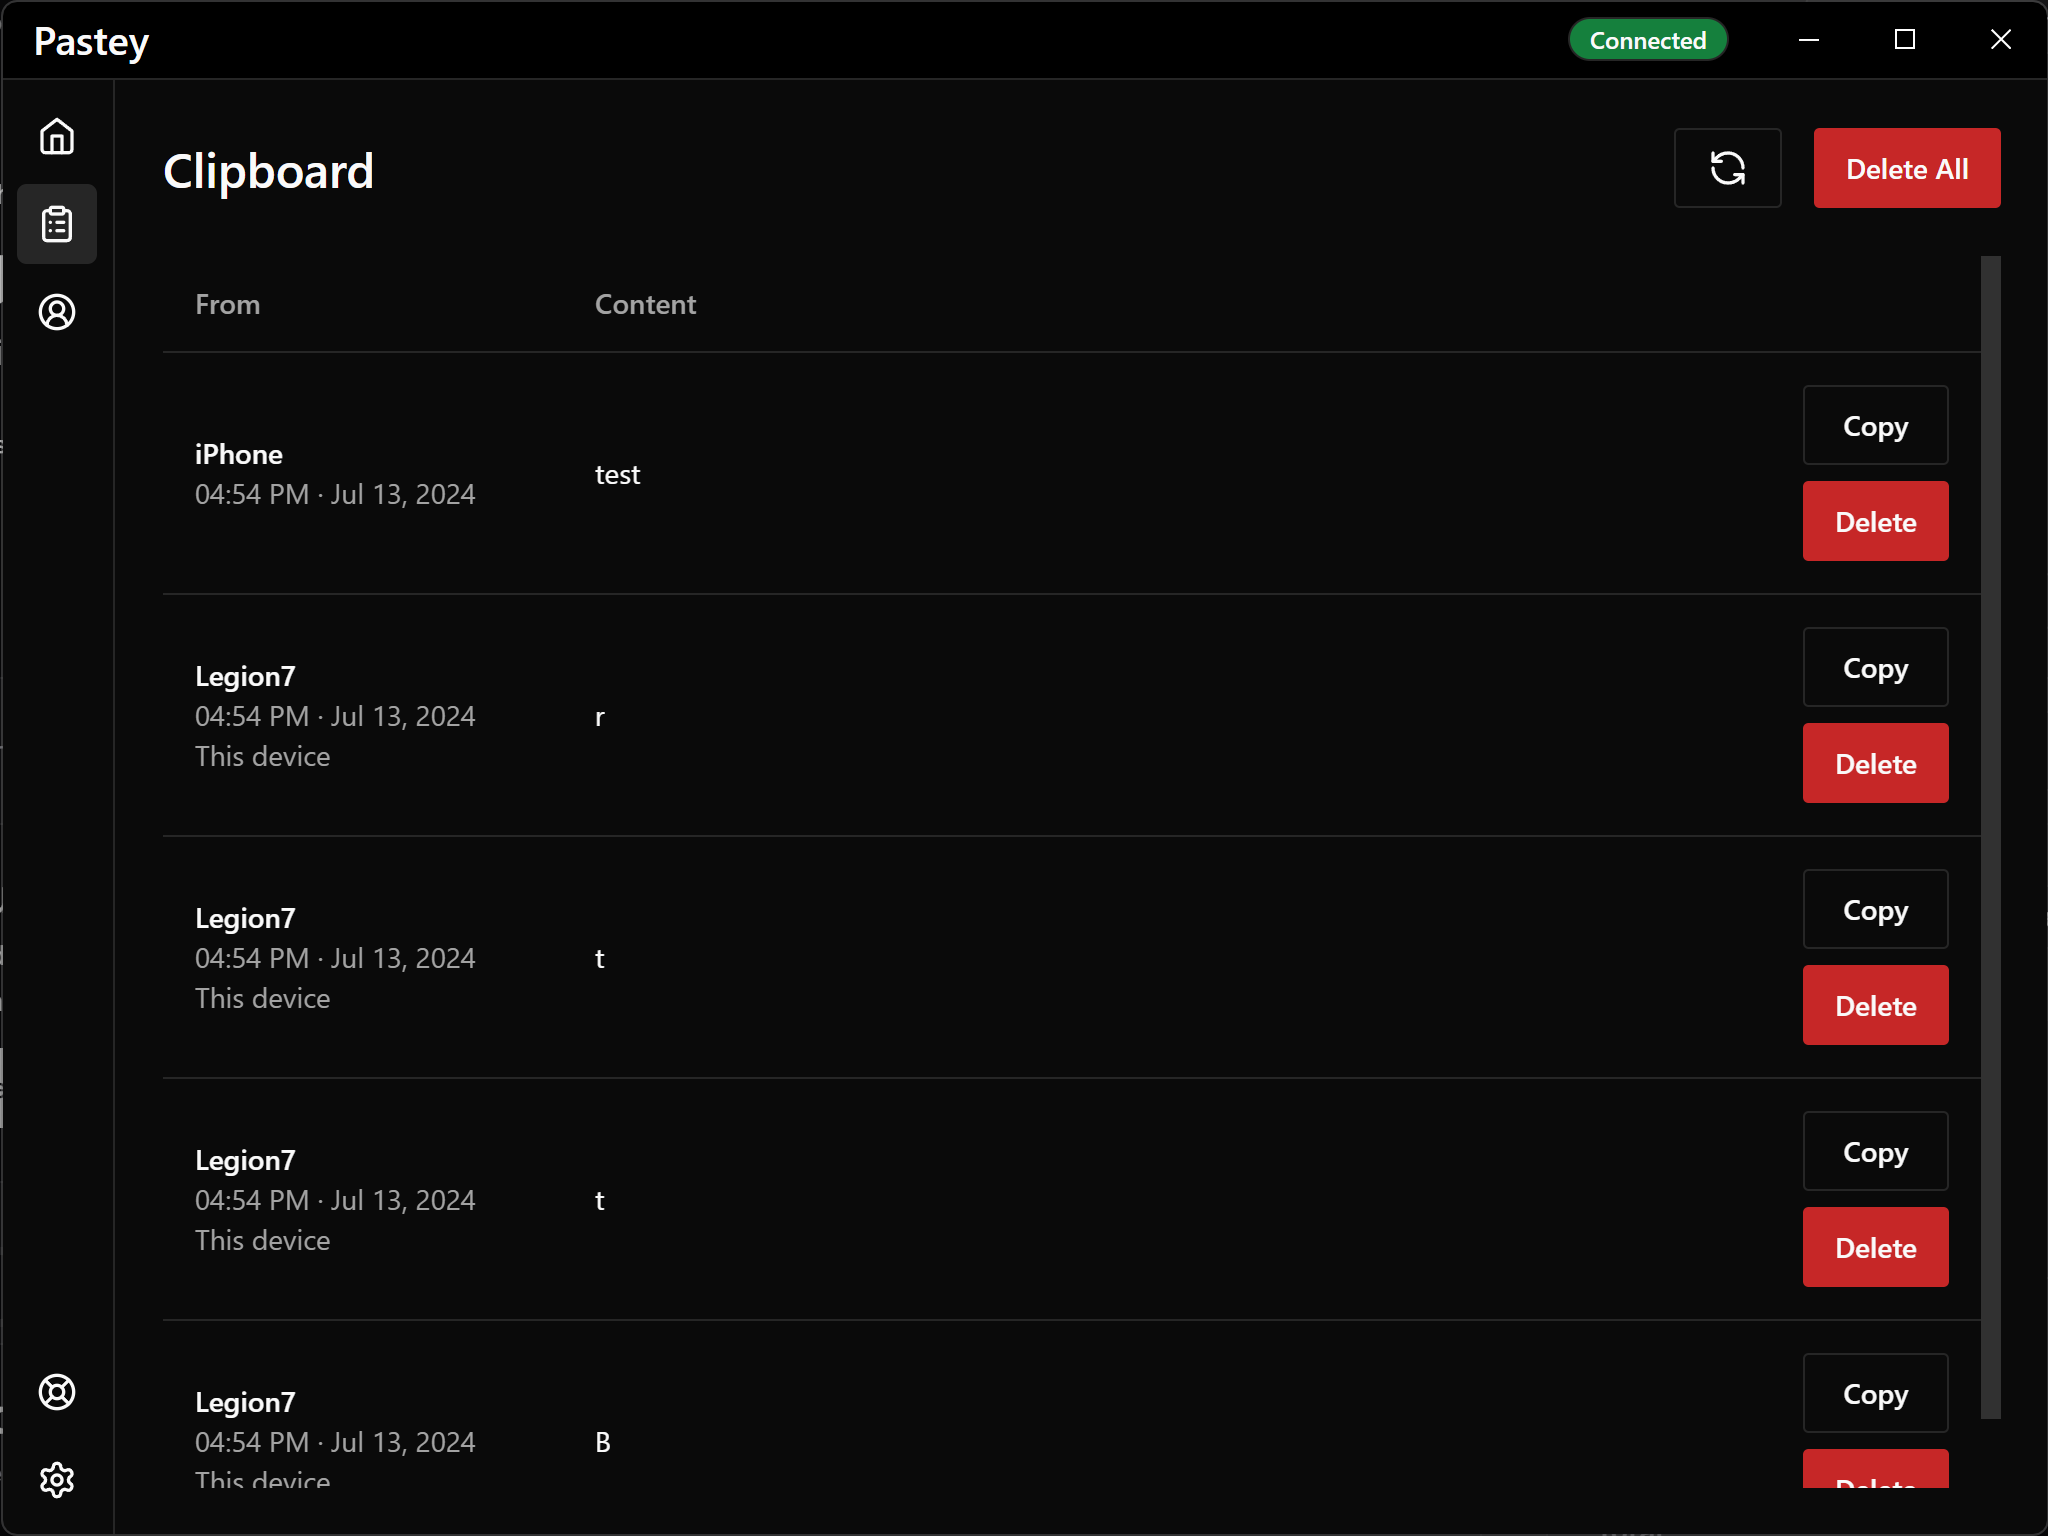 Pastey
Connected
Clipboard
Delete All
From
Content
iPhone
04:54 PM · Jul 13, 2024
test
Copy
Delete
Legion7
04:54 PM · Jul 13, 2024
This device
r
Copy
Delete
Legion7
04:54 PM · Jul 13, 2024
This device
t
Copy
Delete
Legion7
04:54 PM · Jul 13, 2024
This device
t
Copy
Delete
Legion7
04:54 PM · Jul 13, 2024
This device
B
Copy
Delete